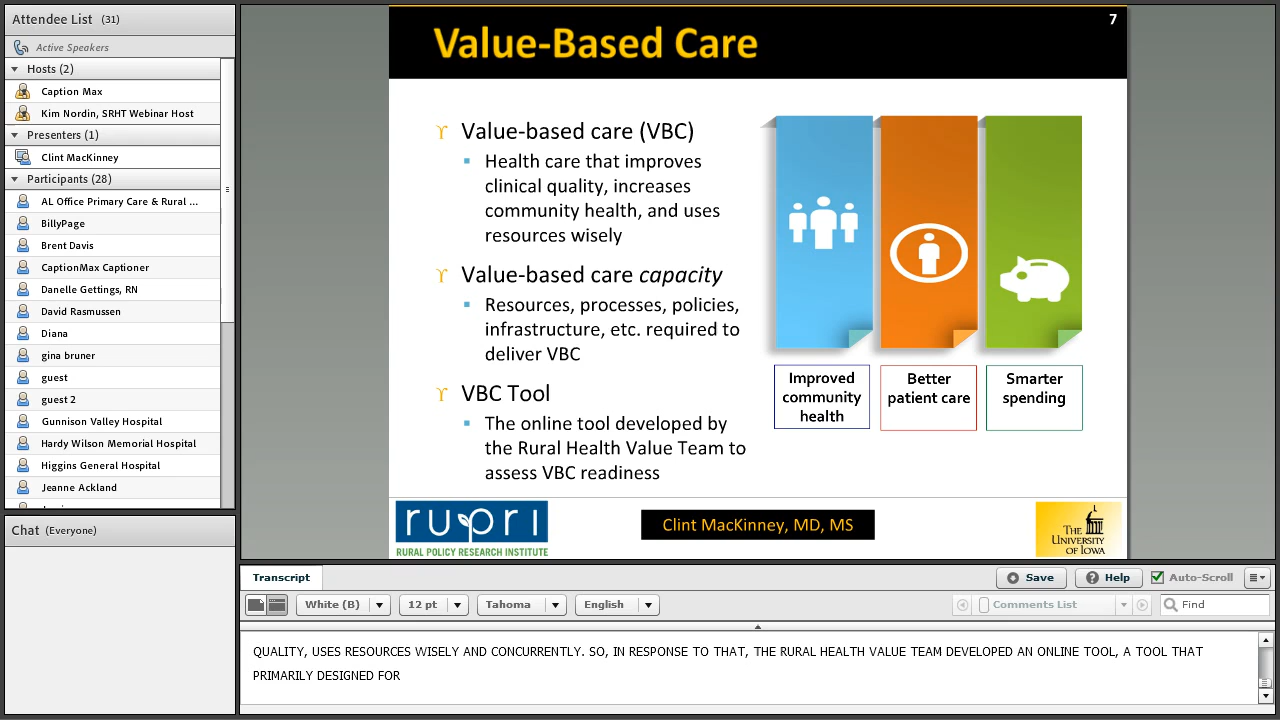 Attendee List (31)
Active Speakers
Hosts (2)
Caption Max
Kim Nordin, SRHT Webinar Host
Presenters (1)
Clint MacKinney
Participants (28)
AL Office Primary Care & Rural ...
BillyPage
Brent Davis
CaptionMax Captioner
Danelle Gettings, RN
David Rasmussen
Diana
gina bruner
guest
guest 2
Gunnison Valley Hospital
Hardy Wilson Memorial Hospital
Higgins General Hospital
Jeanne Ackland
Chat (Everyone)
7
Value-Based Care
Value-based care (VBC)
Health care that improves
clinical quality, increases
community health, and uses
resources wisely
Value-based care capacity
Resources, processes, policies,
infrastructure, etc. required to
deliver VBC
VBC Tool
The online tool developed by
the Rural Health Value Team to
assess VBC readiness
Improved
community
health
Better
patient care
Smarter
spending
rupri
RURAL POLICY RESEARCH INSTITUTE
Clint MacKinney, MD, MS
THE
UNIVERSITY
OF IOWA
Transcript
Save
Help
Auto-Scroll
White (B)
12 pt
Tahoma
English
Comments List
Find
QUALITY, USES RESOURCES WISELY AND CONCURRENTLY. SO, IN RESPONSE TO THAT, THE RURAL HEALTH VALUE TEAM DEVELOPED AN ONLINE TOOL, A TOOL THAT
PRIMARILY DESIGNED FOR